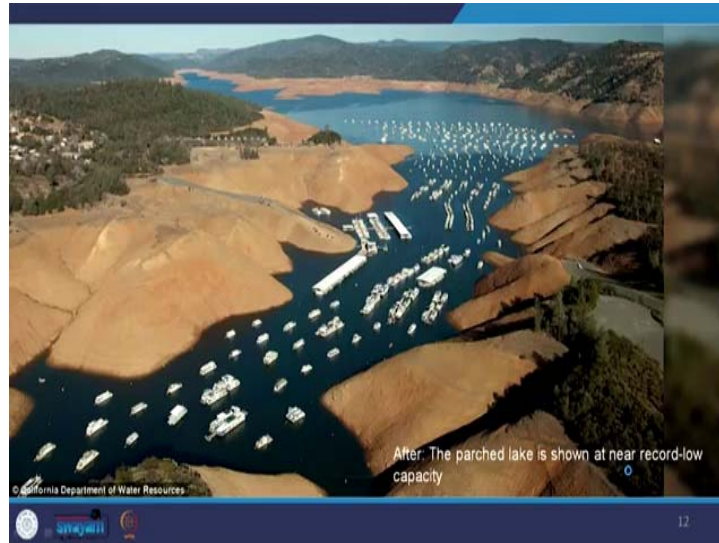 After: The parched lake is shown at near record-low
capacity
© California Department of Water Resources
swayam
12